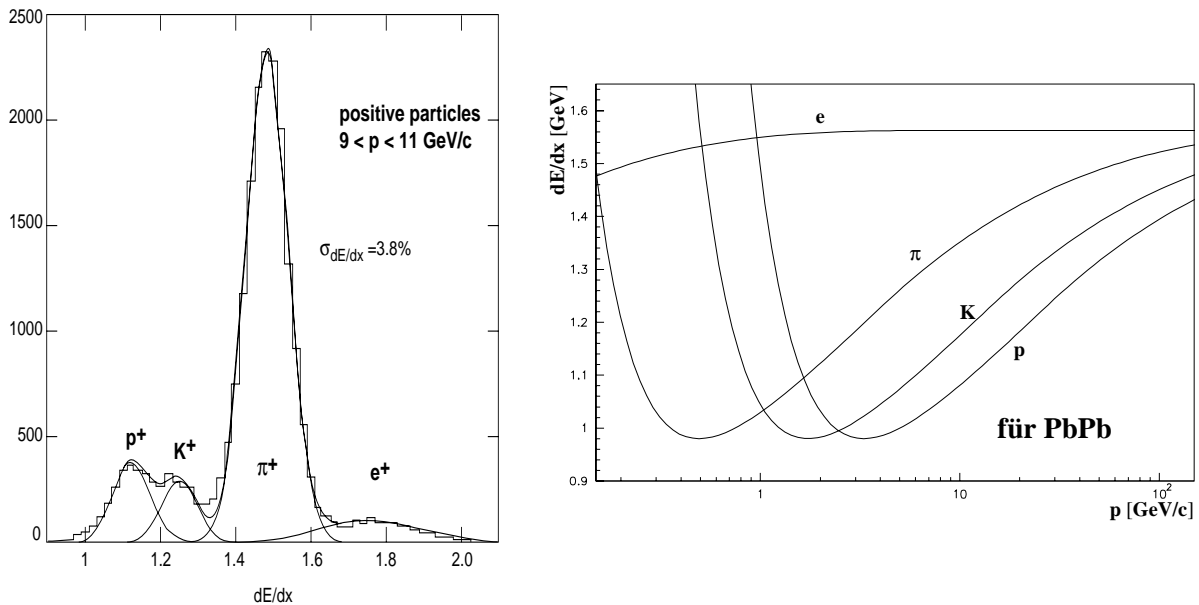 2500
2000
1500
1000
500
0
positive particles
9 < p < 11 GeV/c
σdE/dx =3.8%
p+
K+
π+
e+
1
1.2
1.4
1.6
1.8
2.0
dE/dx
dE/dx [GeV]
1.6
1.5
1.4
1.3
1.2
1.1
1
0.9
e
π
K
p
für PbPb
1
10
10²
p [GeV/c]